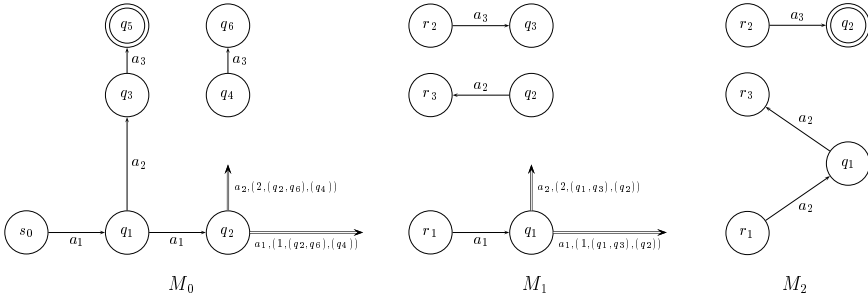 q₅ q₆ r₂ a₃ q₃ r₂ a₃ q₂
a₃ a₃
q₃ q₄ r₃ a₂ q₂ r₃
a₂
a₂ q₁
a₂,(2,(q₂,q₆),(q₄)) a₂,(2,(q₁,q₃),(q₂))
a₂
s₀ a₁ q₁ a₁ q₂ r₁ a₁ q₁ r₁
a₁,(1,(q₂,q₆),(q₄)) a₁,(1,(q₁,q₃),(q₂))
M₀ M₁ M₂